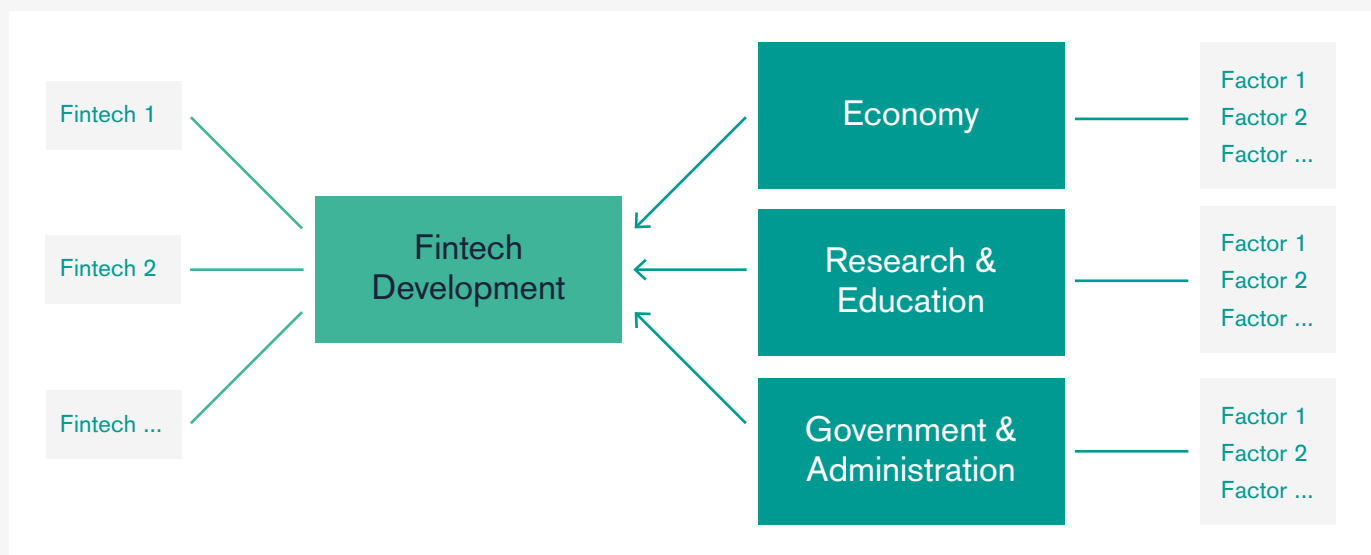 Fintech 1
Fintech 2
Fintech ...
Fintech
Development
Economy
Research &
Education
Government &
Administration
Factor 1
Factor 2
Factor ...
Factor 1
Factor 2
Factor ...
Factor 1
Factor 2
Factor ...